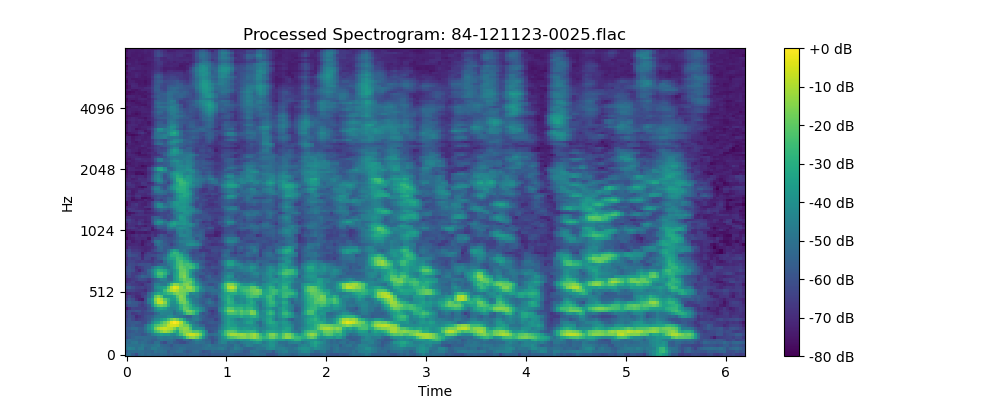 Processed Spectrogram: 84-121123-0025.flac
Hz
4096
2048
1024
512
0
0 1 2 3 4 5 6
Time
+0 dB
-10 dB
-20 dB
-30 dB
-40 dB
-50 dB
-60 dB
-70 dB
-80 dB